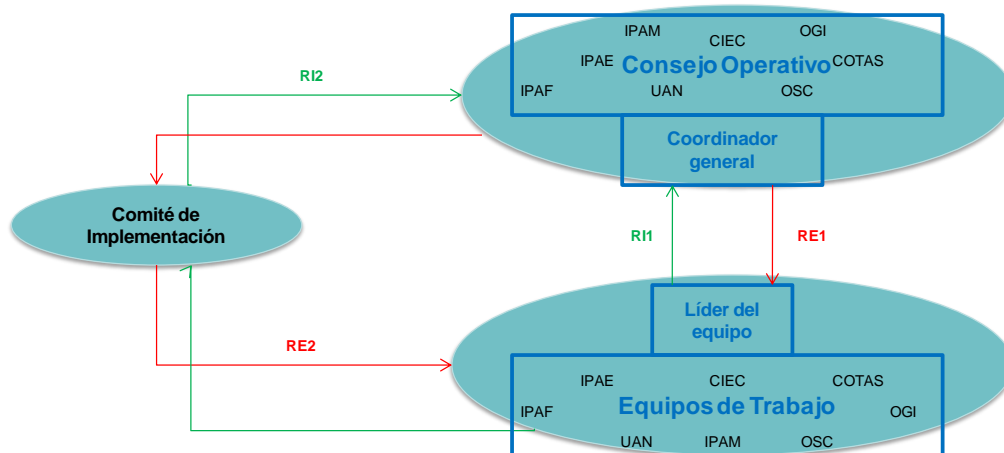 IPAM
CIEC
OGI
IPAE
Consejo Operativo
COTAS
IPAF
UAN
OSC
RI2
Coordinador
general
Comité de
Implementación
RI1
RE1
Líder del
equipo
RE2
IPAE
CIEC
COTAS
IPAF
Equipos de Trabajo
OGI
UAN
IPAM
OSC